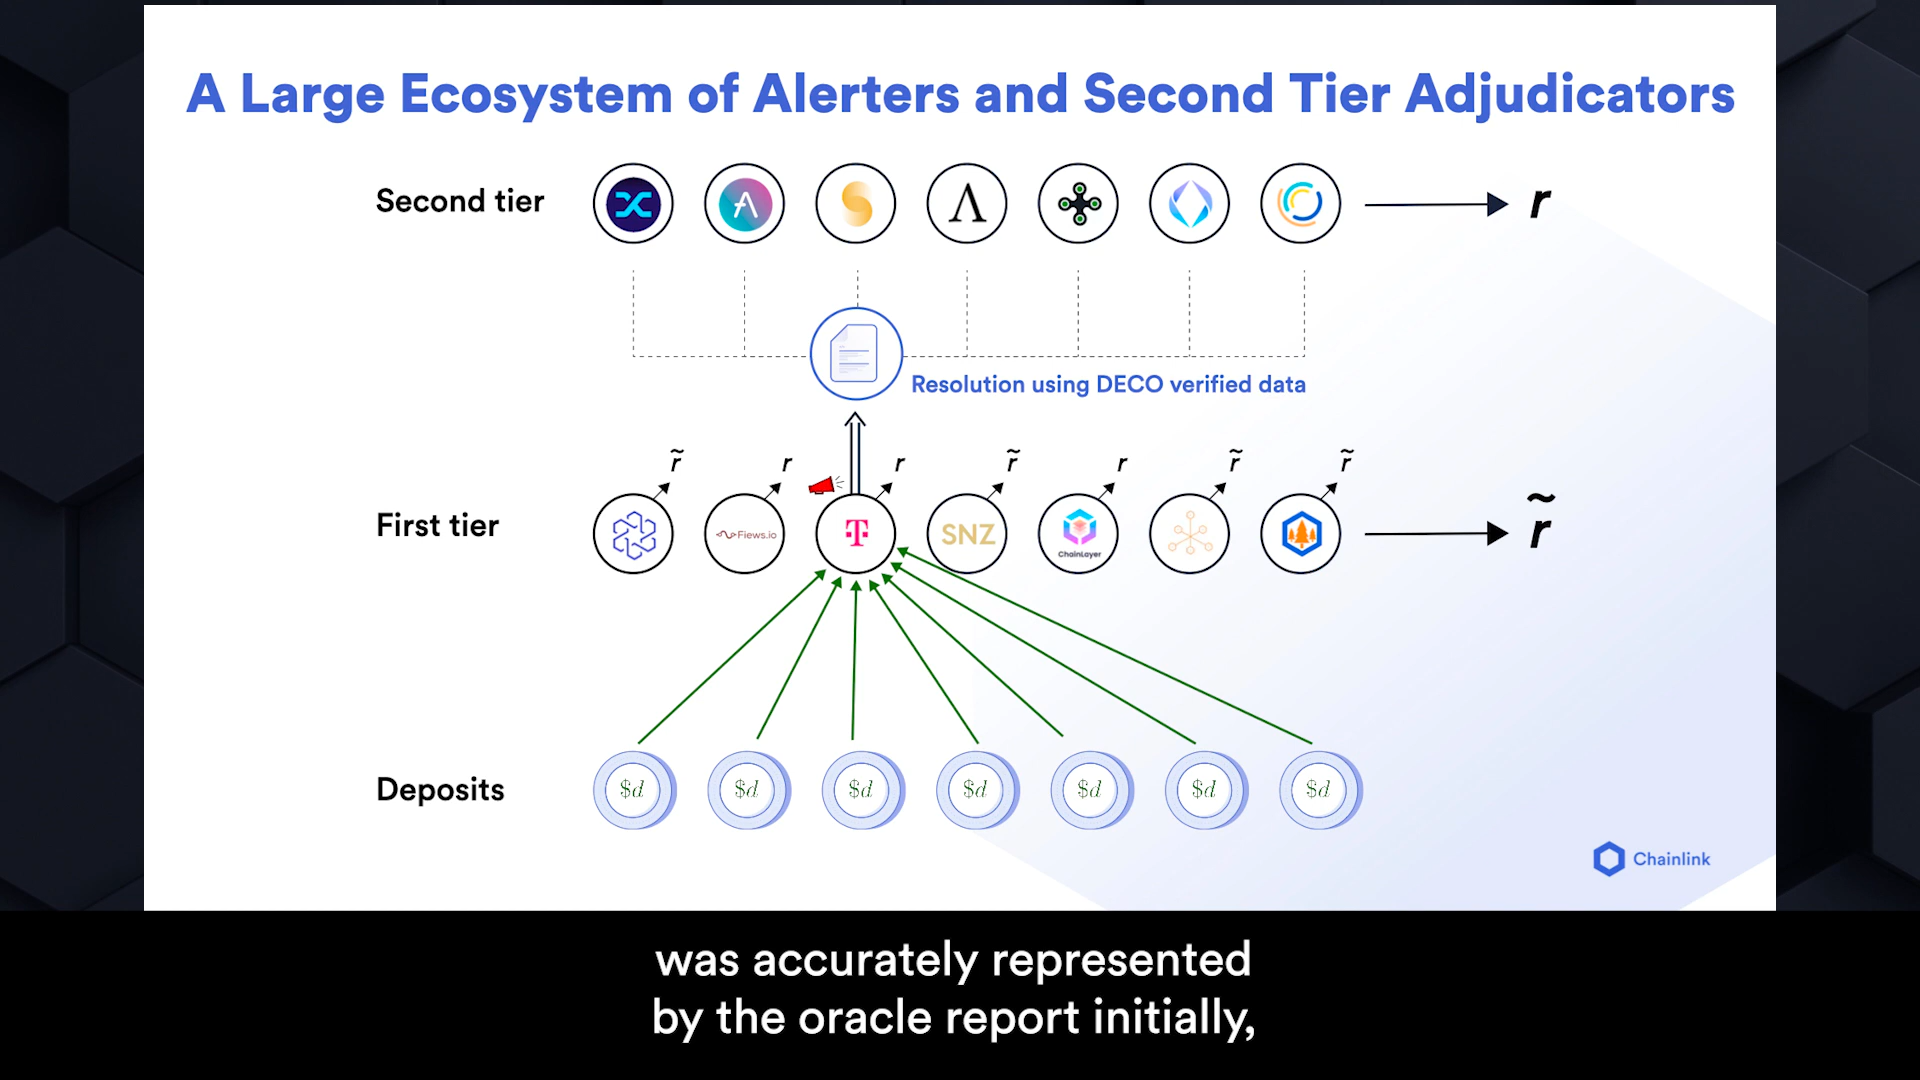 A Large Ecosystem of Alerters and Second Tier Adjudicators
Second tier
r
Resolution using DECO verified data
r̃ r r r̃ r r̃ r̃
First tier
Fiews.io
T
SNZ
ChainLayer
r̃
Deposits
$d $d $d $d $d $d $d
Chainlink
was accurately represented
by the oracle report initially,